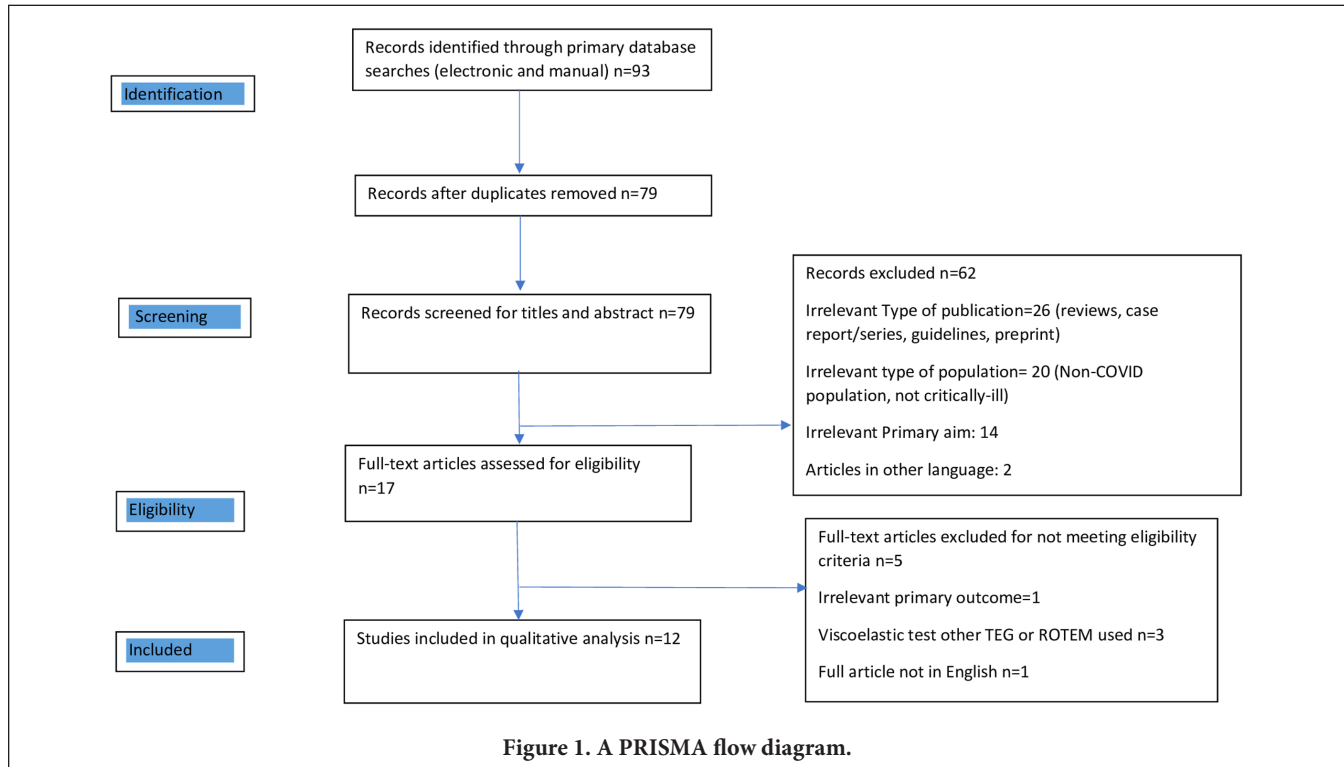 Records identified through primary database
searches (electronic and manual) n=93
Identification
Records after duplicates removed n=79
Screening
Records screened for titles and abstract n=79
Records excluded n=62
Irrelevant Type of publication=26 (reviews, case
report/series, guidelines, preprint)
Irrelevant type of population= 20 (Non-COVID
population, not critically-ill)
Irrelevant Primary aim: 14
Articles in other language: 2
Full-text articles assessed for eligibility
n=17
Eligibility
Full-text articles excluded for not meeting eligibility
criteria n=5
Irrelevant primary outcome=1
Viscoelastic test other TEG or ROTEM used n=3
Full article not in English n=1
Included
Studies included in qualitative analysis n=12
Figure 1. A PRISMA flow diagram.